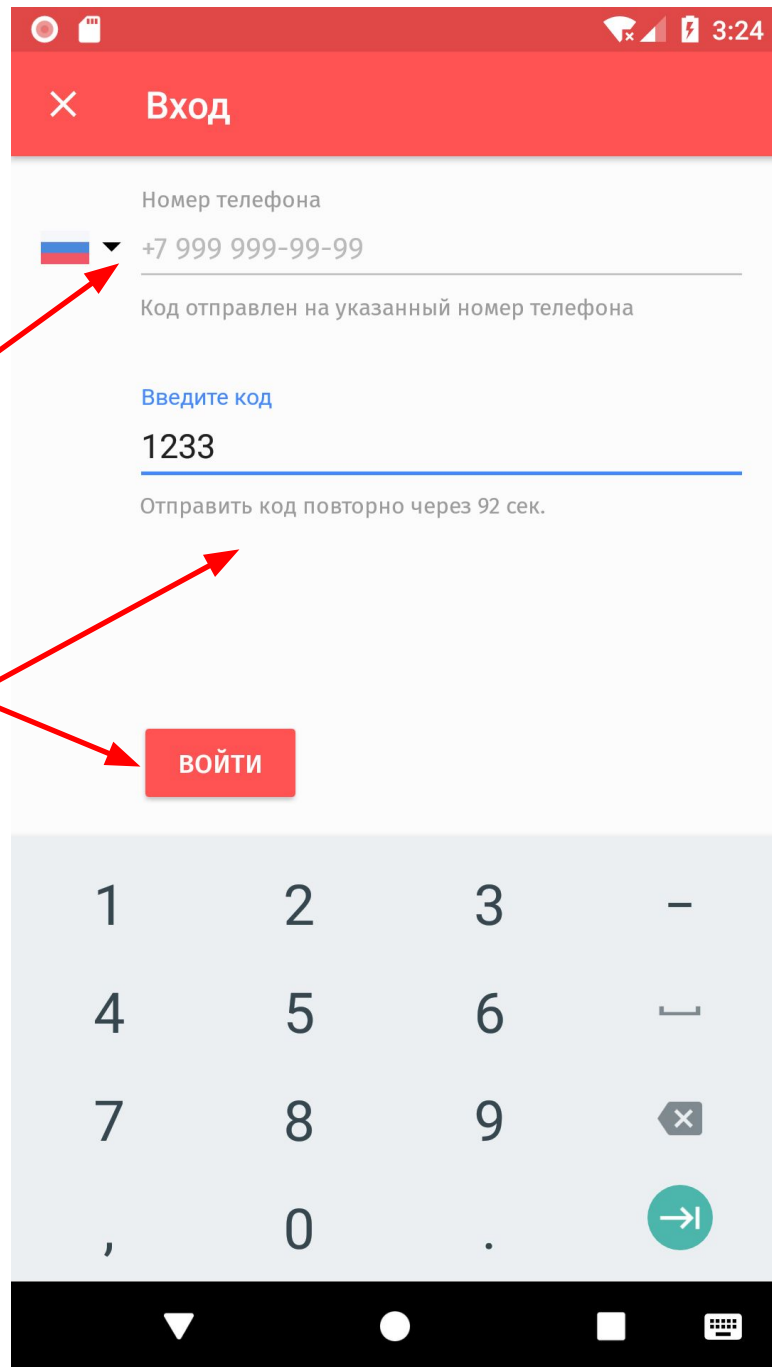 3:24
Вход
Номер телефона
+7 999 999-99-99
Код отправлен на указанный номер телефона
Введите код
1233
Отправить код повторно через 92 сек.
ВОЙТИ
1 2 3 –
4 5 6
7 8 9
, 0 .